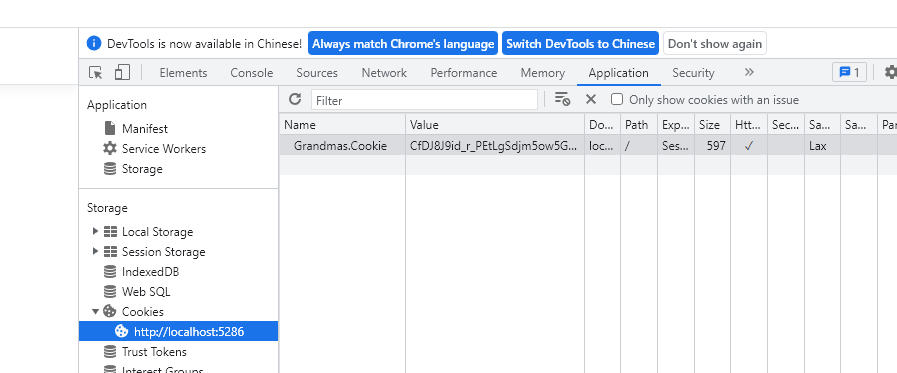 DevTools is now available in Chinese! Always match Chrome's language Switch DevTools to Chinese Don't show again
Elements Console Sources Network Performance Memory Application Security » 1
Application
Manifest
Service Workers
Storage
Storage
Local Storage
Session Storage
IndexedDB
Web SQL
Cookies
http://localhost:5286
Trust Tokens
Interest Groups
Filter Only show cookies with an issue
Name Value Do... Path Exp... Size Htt... Sec... Sa... Sa... Par
Grandmas.Cookie CfDJ8J9id_r_PEtLgSdjm5ow5G... loc... / Ses... 597 ✓ Lax